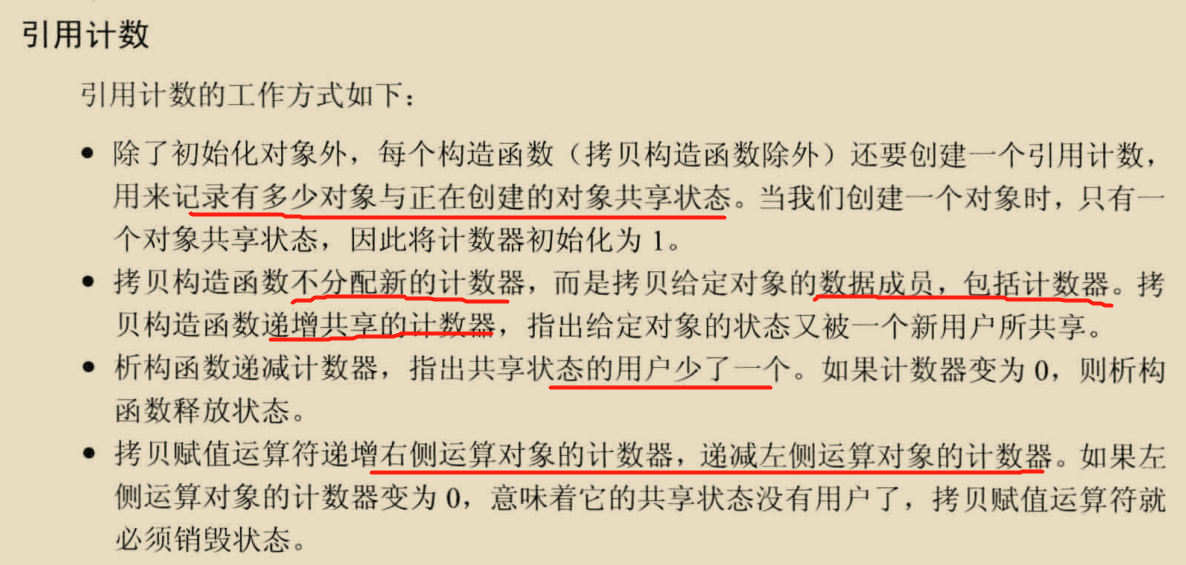 引用计数
引用计数的工作方式如下：
● 除了初始化对象外，每个构造函数（拷贝构造函数除外）还要创建一个引用计数，
用来记录有多少对象与正在创建的对象共享状态。当我们创建一个对象时，只有一
个对象共享状态，因此将计数器初始化为 1。
● 拷贝构造函数不分配新的计数器，而是拷贝给定对象的数据成员，包括计数器。拷
贝构造函数递增共享的计数器，指出给定对象的状态又被一个新用户所共享。
● 析构函数递减计数器，指出共享状态的用户少了一个。如果计数器变为 0，则析构
函数释放状态。
● 拷贝赋值运算符递增右侧运算对象的计数器，递减左侧运算对象的计数器。如果左
侧运算对象的计数器变为 0，意味着它的共享状态没有用户了，拷贝赋值运算符就
必须销毁状态。